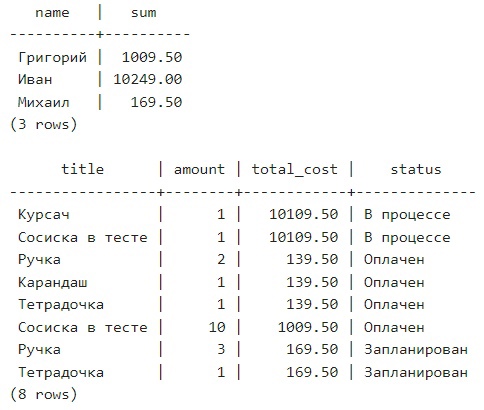 name   |   sum
----------+----------
 Григорий |  1009.50
 Иван     | 10249.00
 Михаил   |   169.50
(3 rows)

      title      | amount | total_cost |    status
-----------------+--------+------------+--------------
 Курсач          |      1 |   10109.50 | В процессе
 Сосиска в тесте |      1 |   10109.50 | В процессе
 Ручка           |      2 |     139.50 | Оплачен
 Карандаш        |      1 |     139.50 | Оплачен
 Тетрадочка      |      1 |     139.50 | Оплачен
 Сосиска в тесте |     10 |    1009.50 | Оплачен
 Ручка           |      3 |     169.50 | Запланирован
 Тетрадочка      |      1 |     169.50 | Запланирован
(8 rows)